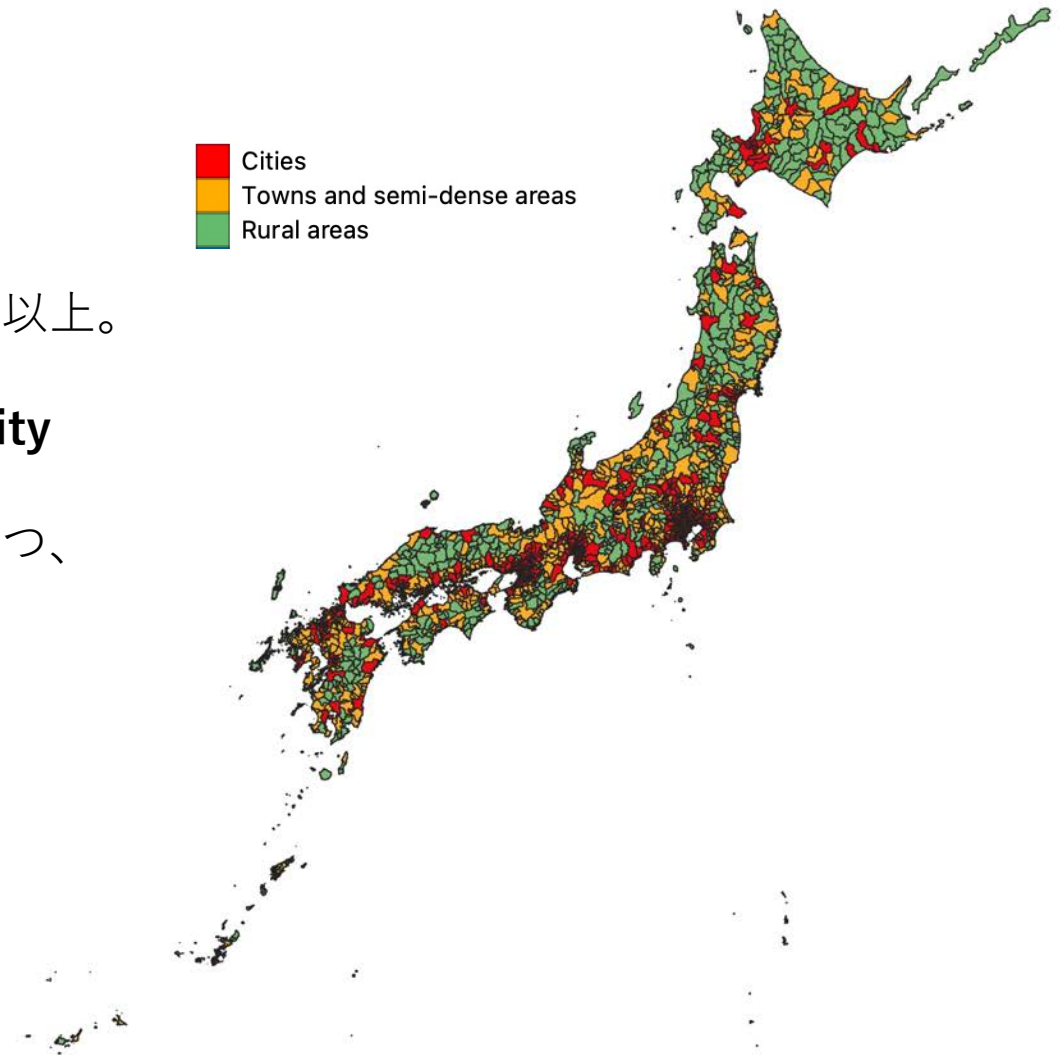 Cities
Towns and semi-dense areas
Rural areas
以上。
ity
つ、